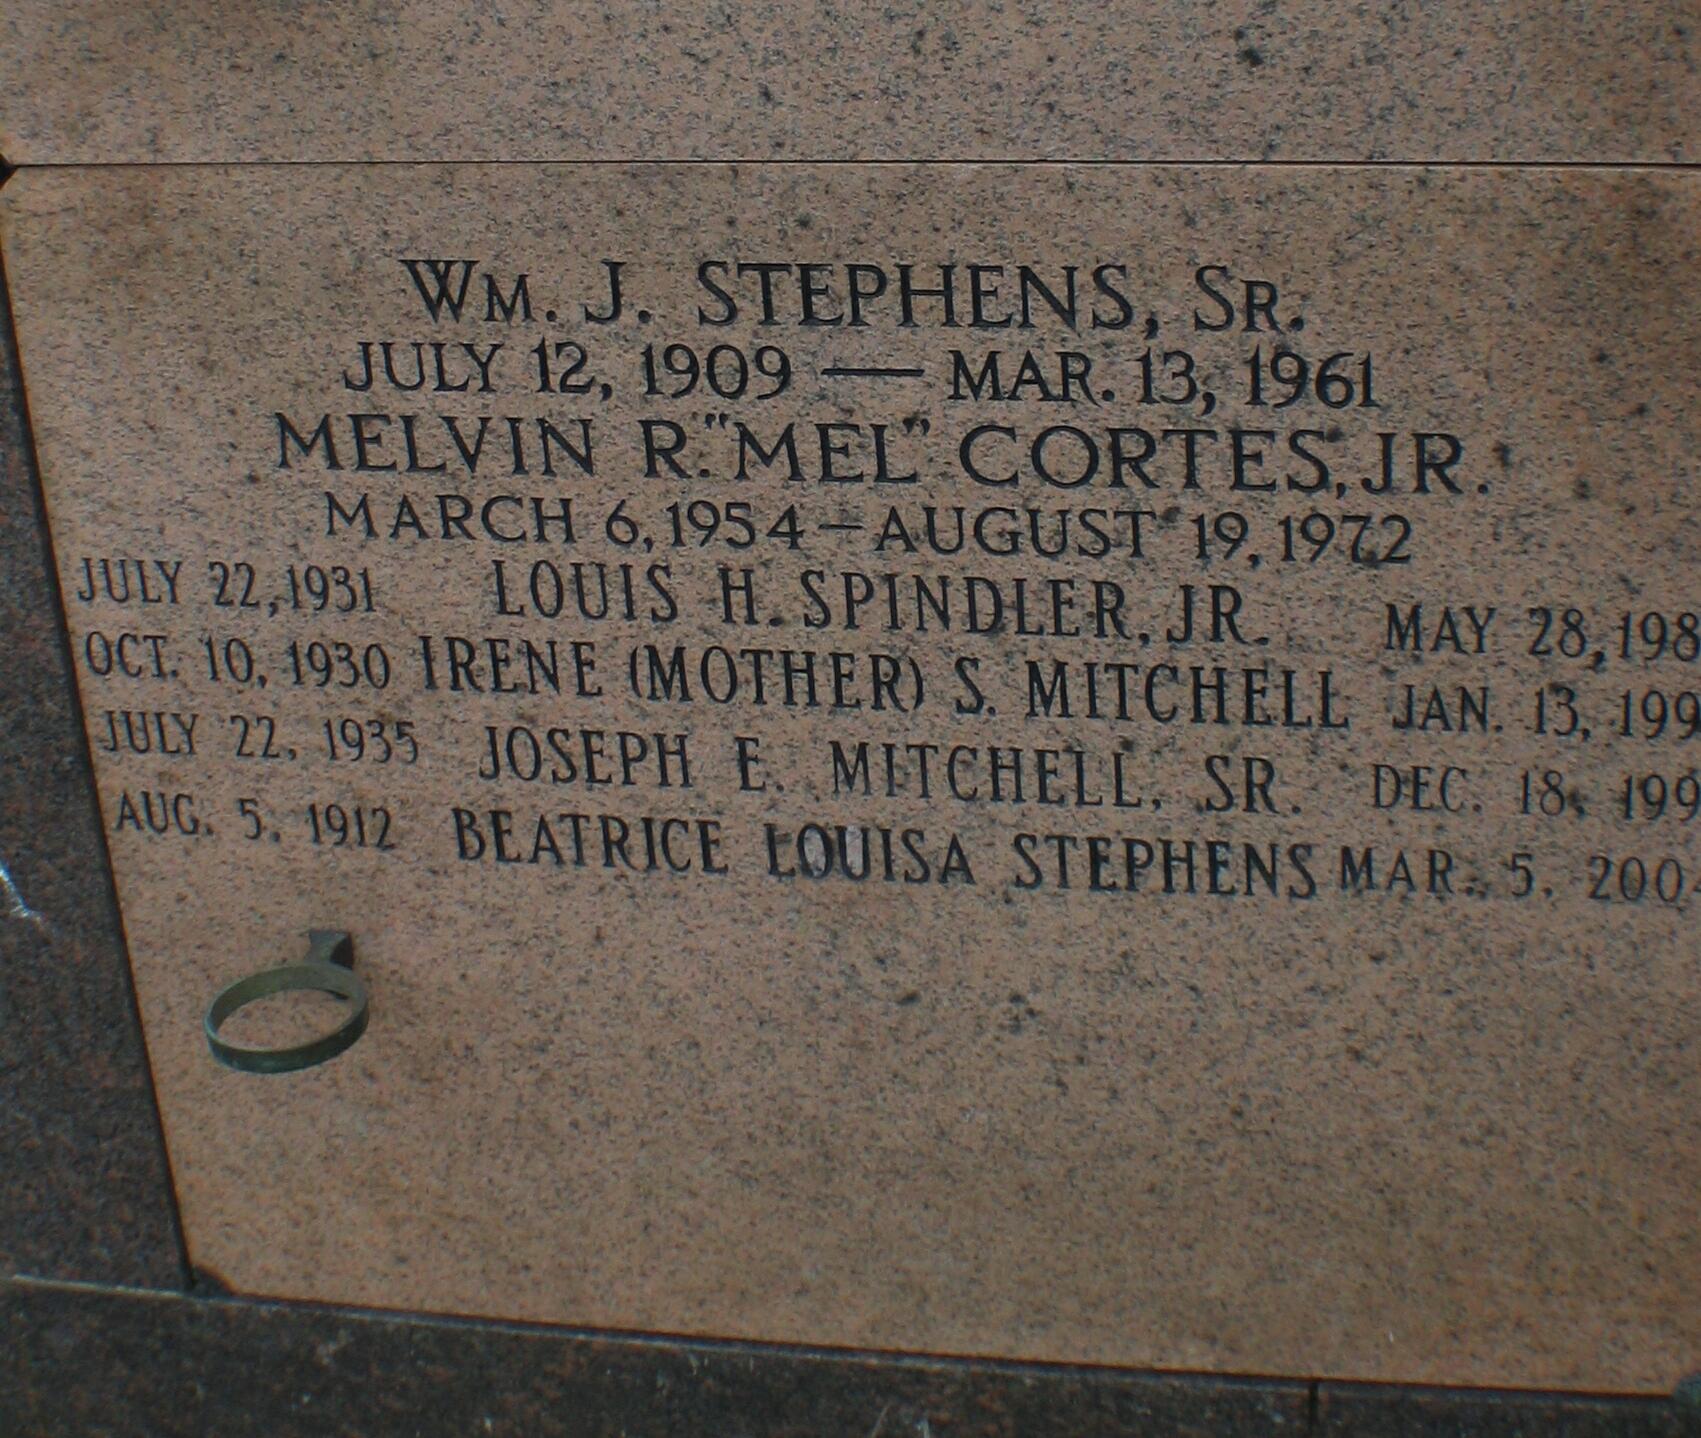 Wm. J. STEPHENS, SR.
JULY 12, 1909 — MAR. 13, 1961
MELVIN R. "MEL" CORTES, JR.
MARCH 6, 1954 — AUGUST 19, 1972
JULY 22, 1931 LOUIS H. SPINDLER, JR. MAY 28, 198
OCT. 10, 1930 IRENE (MOTHER) S. MITCHELL JAN. 13, 199
JULY 22, 1935 JOSEPH E. MITCHELL, SR. DEC. 18, 199
AUG. 5, 1912 BEATRICE LOUISA STEPHENS MAR. 5, 200